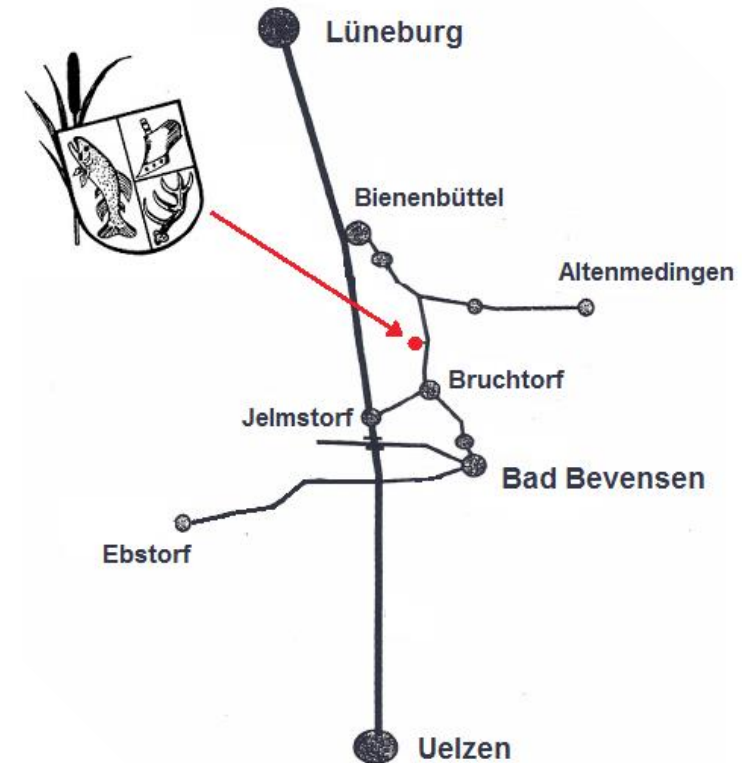 Lüneburg
Bienenbüttel
Altenmedingen
Bruchtorf
Jelmstorf
Bad Bevensen
Ebstorf
Uelzen